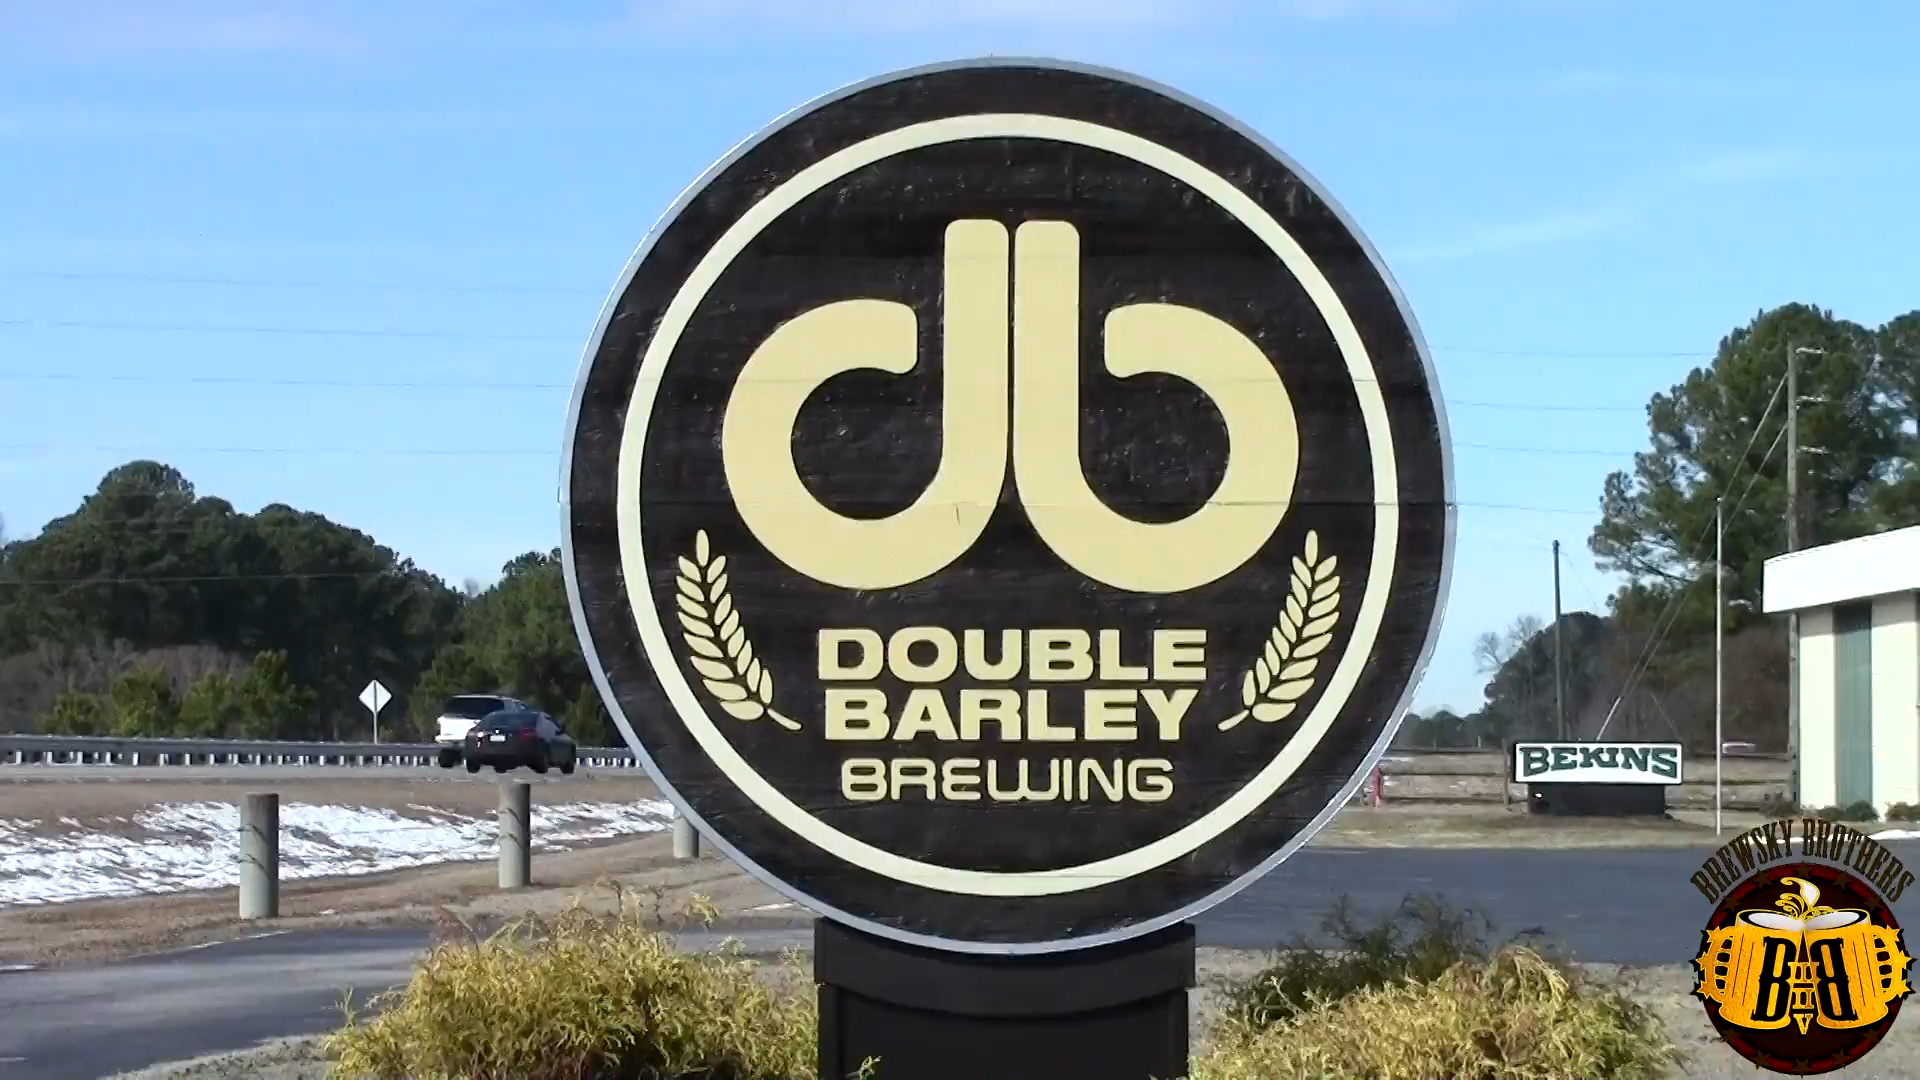 db
DOUBLE
BARLEY
BREWING
BEKINS
BREWSKY BROTHERS
B B